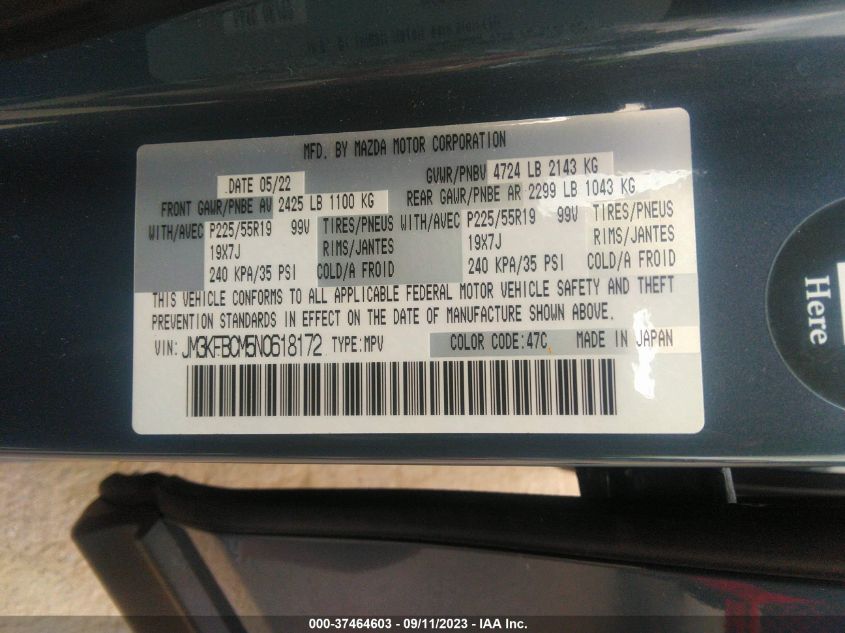 MFD. BY MAZDA MOTOR CORPORATION
DATE 05/22 GVWR/PNBV 4724 LB 2143 KG
FRONT GAWR/PNBE AV 2425 LB 1100 KG REAR GAWR/PNBE AR 2299 LB 1043 KG
WITH/AVEC P225/55R19 99V TIRES/PNEUS WITH/AVEC P225/55R19 99V TIRES/PNEUS
19X7J RIMS/JANTES 19X7J RIMS/JANTES
240 KPA/35 PSI COLD/A FROID 240 KPA/35 PSI COLD/A FROID
THIS VEHICLE CONFORMS TO ALL APPLICABLE FEDERAL MOTOR VEHICLE SAFETY AND THEFT
PREVENTION STANDARDS IN EFFECT ON THE DATE OF MANUFACTURE SHOWN ABOVE.
VIN: JM3KFBCM5N0618172 TYPE:MPV COLOR CODE:47C MADE IN JAPAN
Here
000-37464603 - 09/11/2023 - IAA Inc.